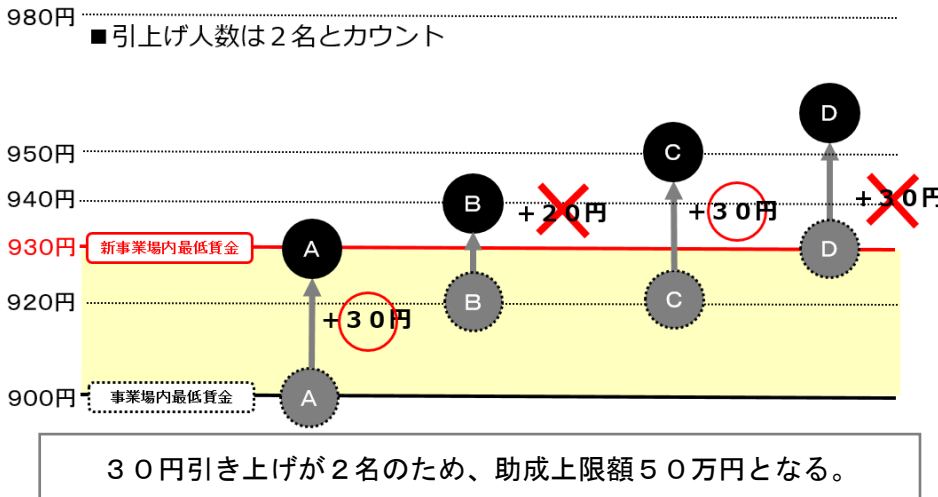 980円
■引上げ人数は２名とカウント
D
950円
C
940円
B
＋２０円
＋３０円
＋３０円
930円
新事業場内最低賃金
A
D
920円
B
C
＋３０円
900円
事業場内最低賃金
A
３０円引き上げが２名のため、助成上限額５０万円となる。